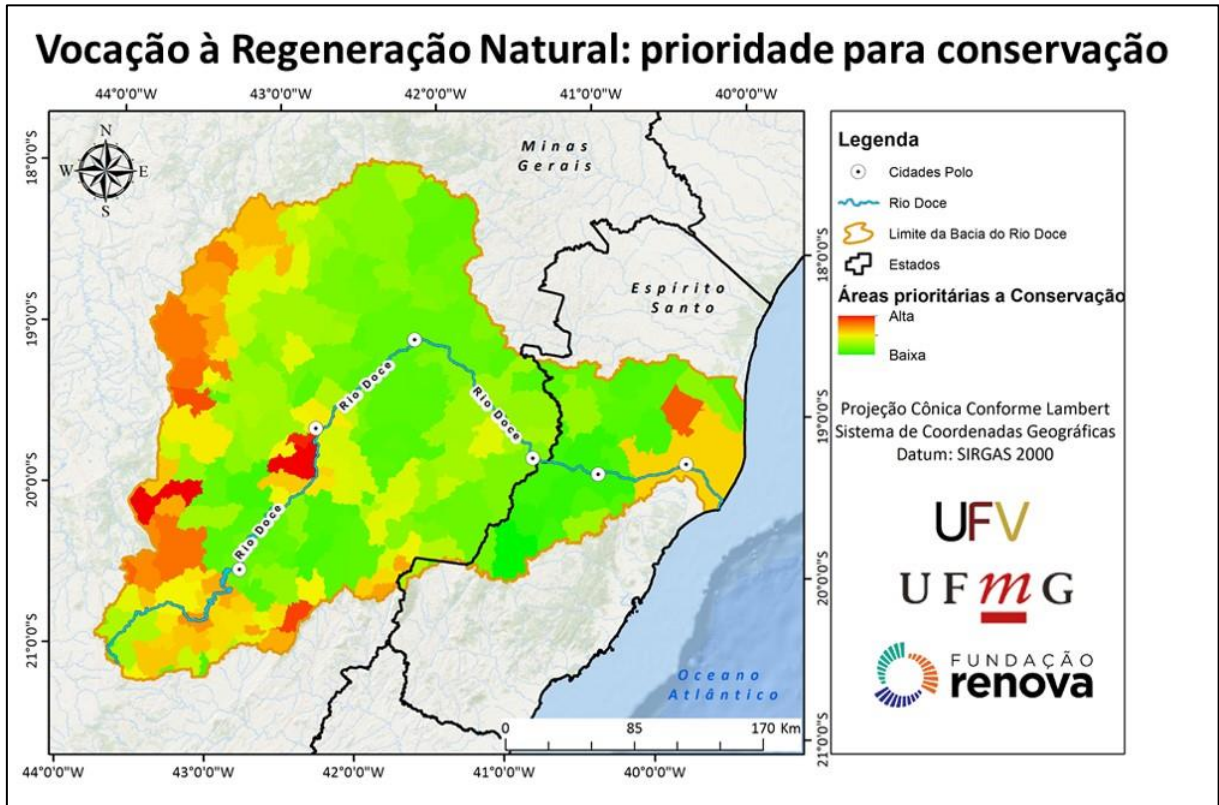 Vocação à Regeneração Natural: prioridade para conservação
44°0'0"W 43°0'0"W 42°0'0"W 41°0'0"W 40°0'0"W
N
W E
S
18°0'0"S
19°0'0"S
20°0'0"S
21°0'0"S
Minas
Gerais
Espírito
Santo
Rio Doce
Rio Doce
Rio Doce
Oceano
Atlântico
0 85 170 Km
18°0'0"S
19°0'0"S
20°0'0"S
21°0'0"S
44°0'0"W 43°0'0"W 42°0'0"W 41°0'0"W 40°0'0"W
Legenda
Cidades Polo
Rio Doce
Limite da Bacia do Rio Doce
Estados
Áreas prioritárias a Conservação
Alta
Baixa
Projeção Cônica Conforme Lambert
Sistema de Coordenadas Geográficas
Datum: SIRGAS 2000
UFV
UFmG
FUNDAÇÃO
renova